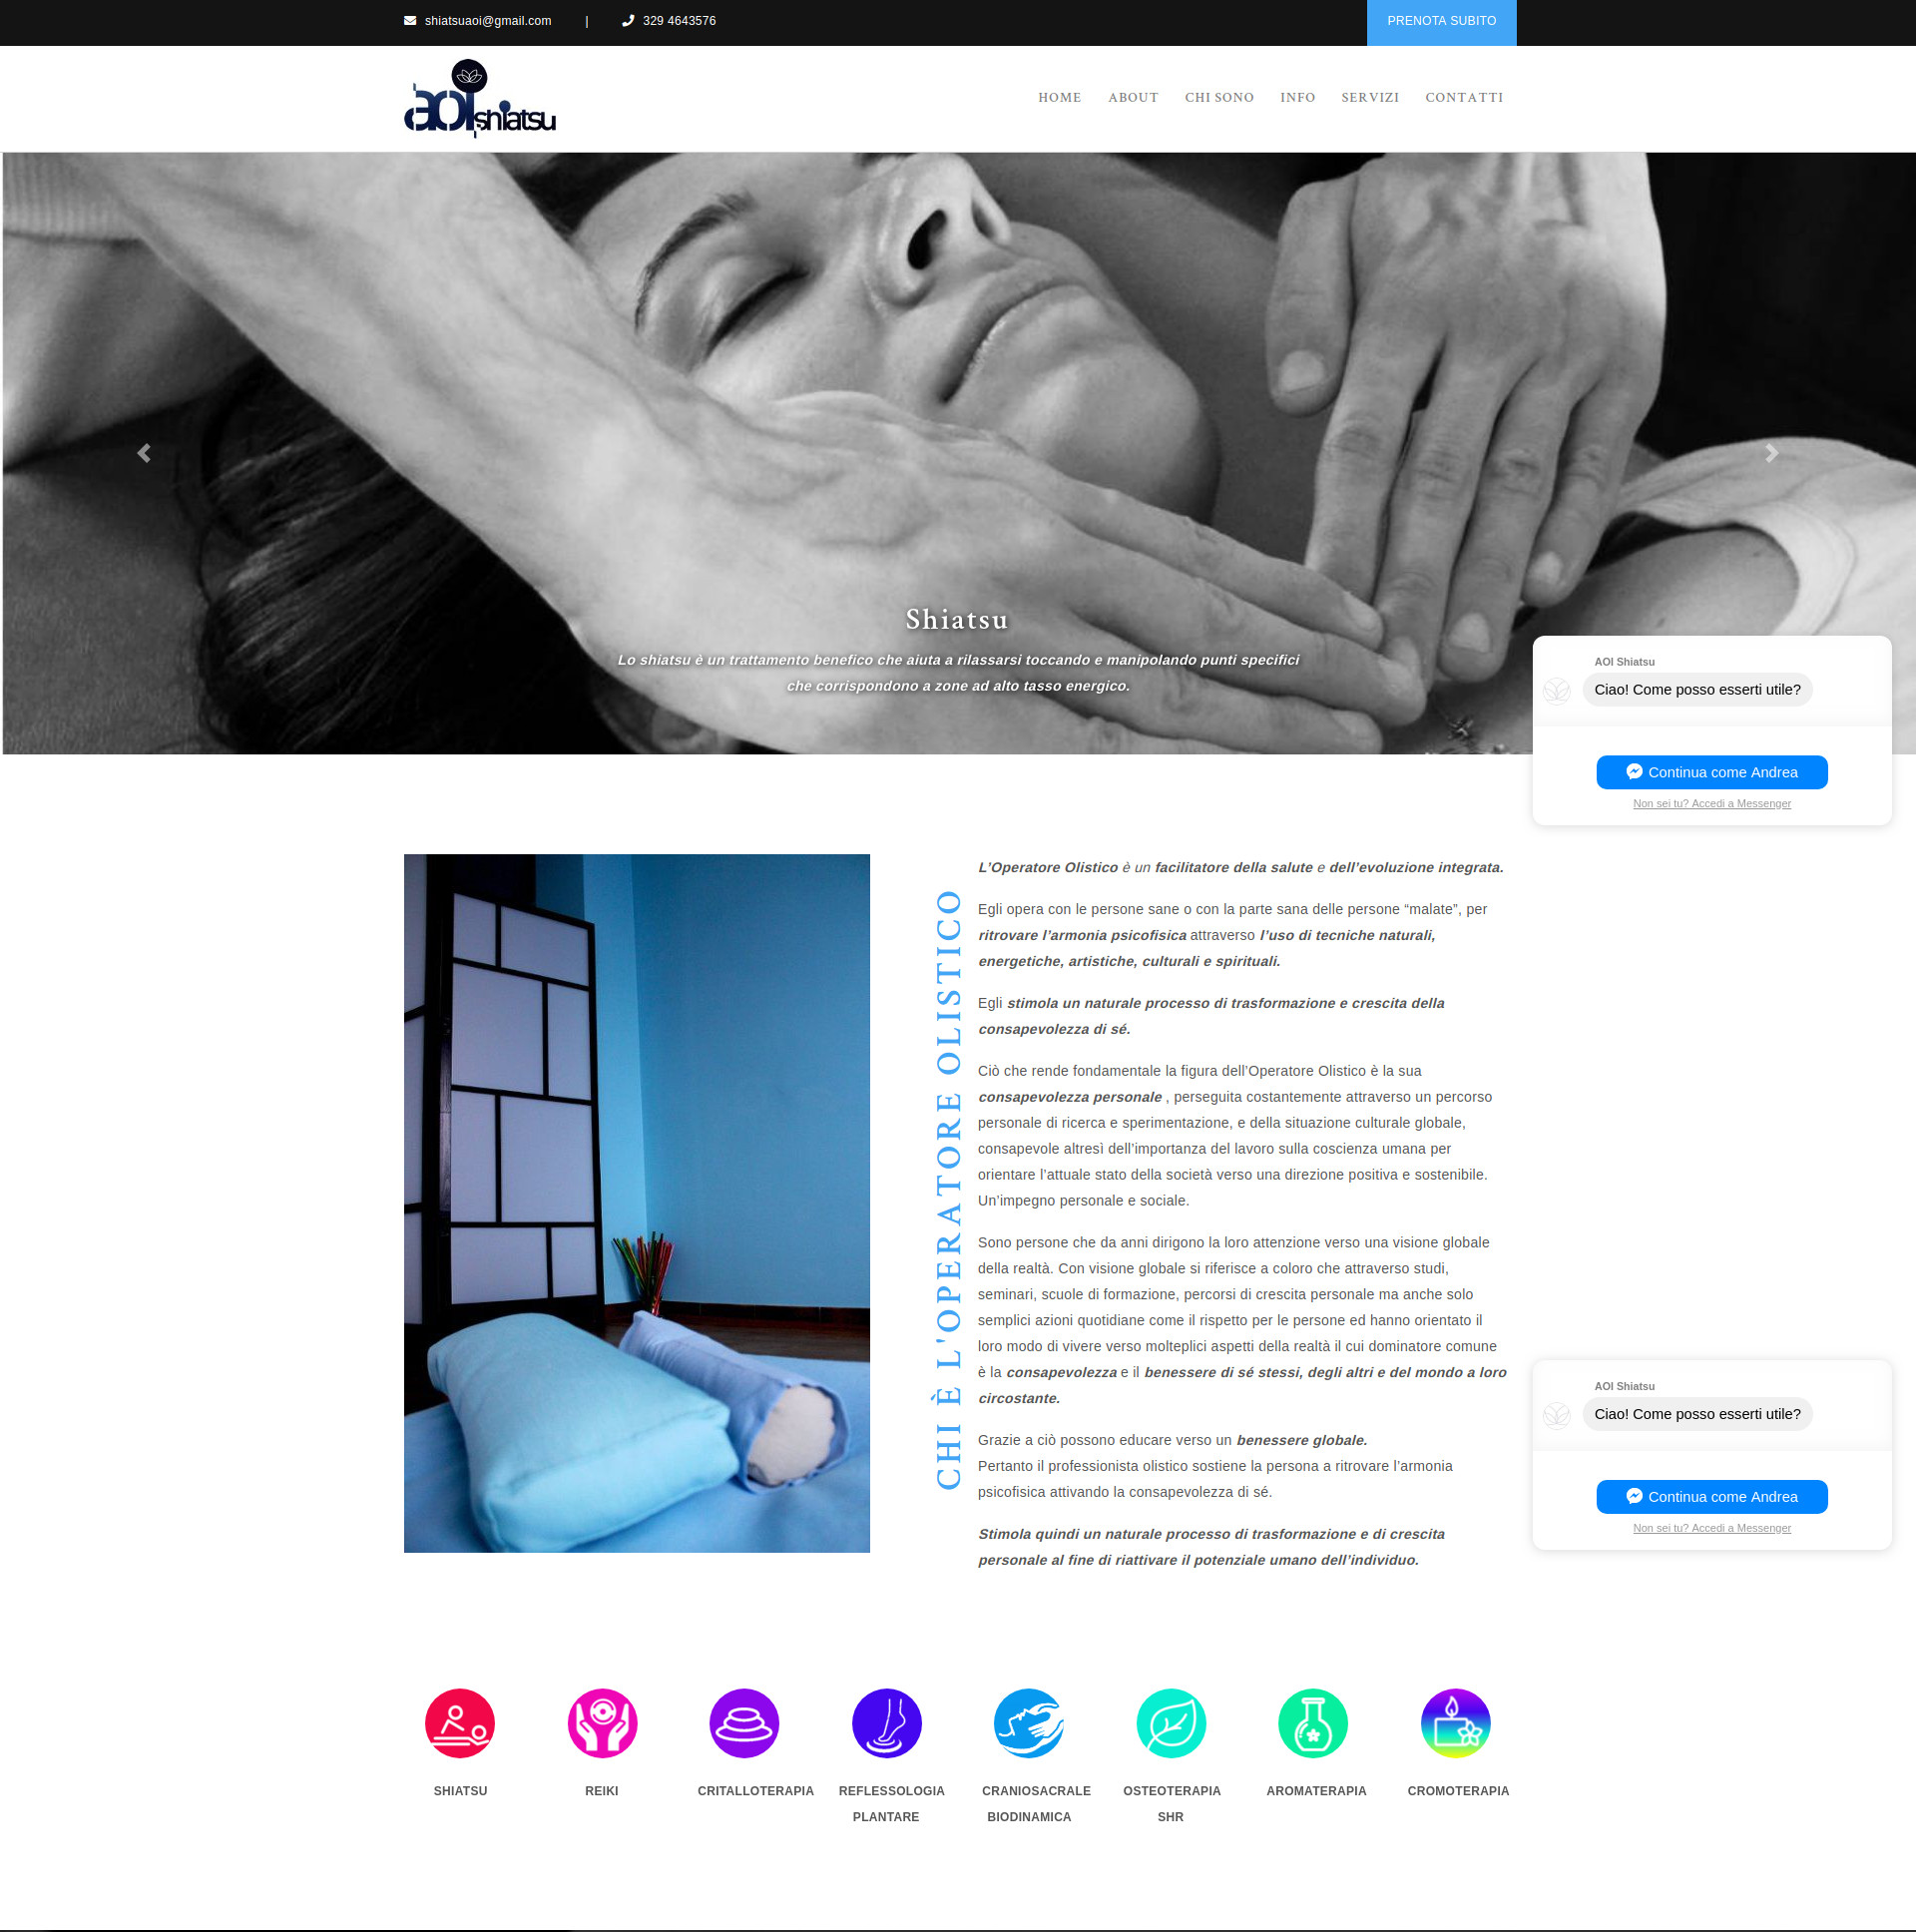 shiatsuaoi@gmail.com | 329 4643576 PRENOTA SUBITO
aoi shiatsu
HOME ABOUT CHI SONO INFO SERVIZI CONTATTI
Shiatsu
Lo shiatsu è un trattamento benefico che aiuta a rilassarsi toccando e manipolando punti specifici
che corrispondono a zone ad alto tasso energico.
AOI Shiatsu
Ciao! Come posso esserti utile?
Continua come Andrea
Non sei tu? Accedi a Messenger
CHI È L'OPERATORE OLISTICO
L’Operatore Olistico è un facilitatore della salute e dell’evoluzione integrata.
Egli opera con le persone sane o con la parte sana delle persone “malate”, per
ritrovare l’armonia psicofisica attraverso l’uso di tecniche naturali,
energetiche, artistiche, culturali e spirituali.
Egli stimola un naturale processo di trasformazione e crescita della
consapevolezza di sé.
Ciò che rende fondamentale la figura dell’Operatore Olistico è la sua
consapevolezza personale , perseguita costantemente attraverso un percorso
personale di ricerca e sperimentazione, e della situazione culturale globale,
consapevole altresì dell’importanza del lavoro sulla coscienza umana per
orientare l’attuale stato della società verso una direzione positiva e sostenibile.
Un’impegno personale e sociale.
Sono persone che da anni dirigono la loro attenzione verso una visione globale
della realtà. Con visione globale si riferisce a coloro che attraverso studi,
seminari, scuole di formazione, percorsi di crescita personale ma anche solo
semplici azioni quotidiane come il rispetto per le persone ed hanno orientato il
loro modo di vivere verso molteplici aspetti della realtà il cui dominatore comune
è la consapevolezza e il benessere di sé stessi, degli altri e del mondo a loro
circostante.
Grazie a ciò possono educare verso un benessere globale.
Pertanto il professionista olistico sostiene la persona a ritrovare l’armonia
psicofisica attivando la consapevolezza di sé.
Stimola quindi un naturale processo di trasformazione e di crescita
personale al fine di riattivare il potenziale umano dell’individuo.
AOI Shiatsu
Ciao! Come posso esserti utile?
Continua come Andrea
Non sei tu? Accedi a Messenger
SHIATSU REIKI CRITALLOTERAPIA REFLESSOLOGIA CRANIOSACRALE OSTEOTERAPIA AROMATERAPIA CROMOTERAPIA
PLANTARE BIODINAMICA SHR